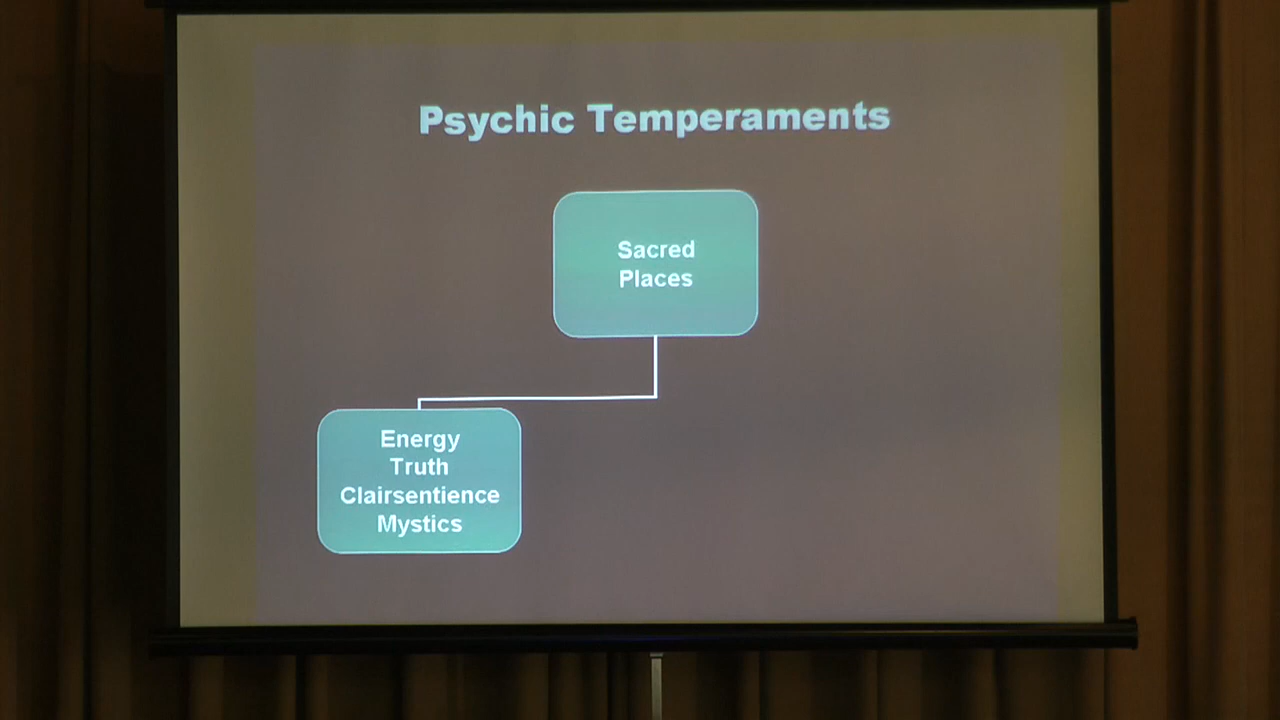 Psychic Temperaments
Sacred
Places
Energy
Truth
Clairsentience
Mystics